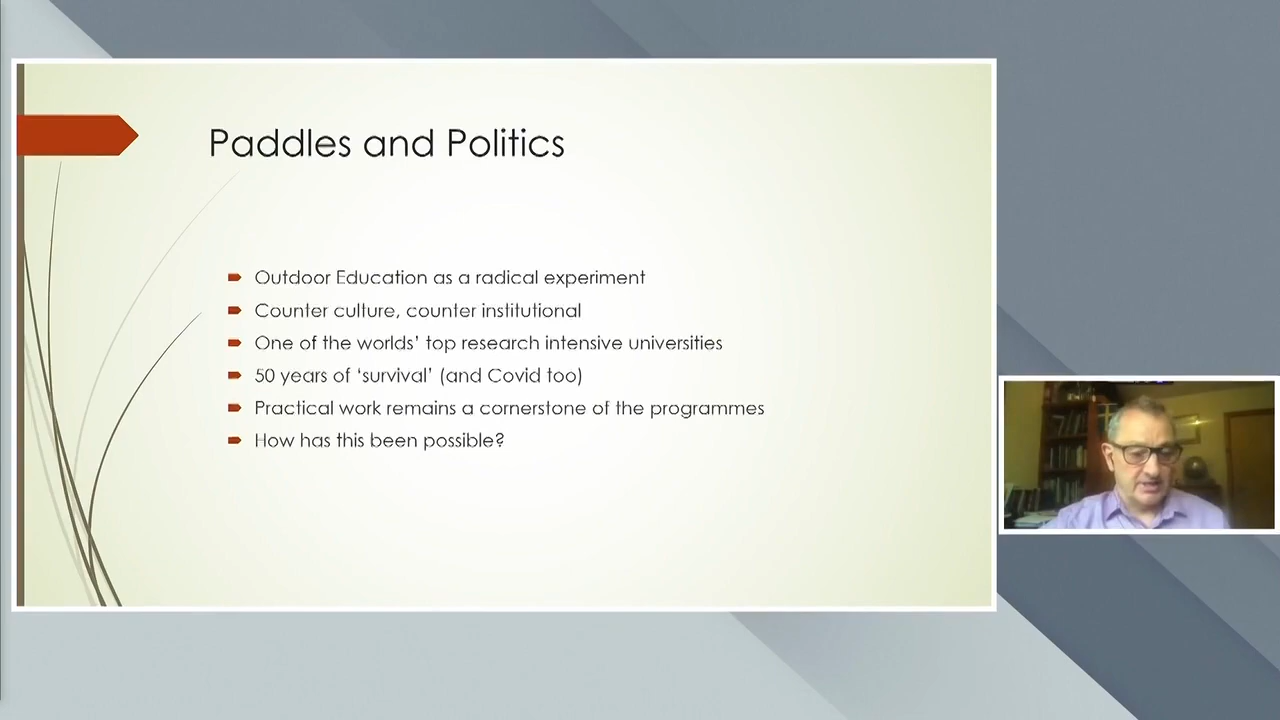 Paddles and Politics
Outdoor Education as a radical experiment
Counter culture, counter institutional
One of the worlds’ top research intensive universities
50 years of ‘survival’ (and Covid too)
Practical work remains a cornerstone of the programmes
How has this been possible?